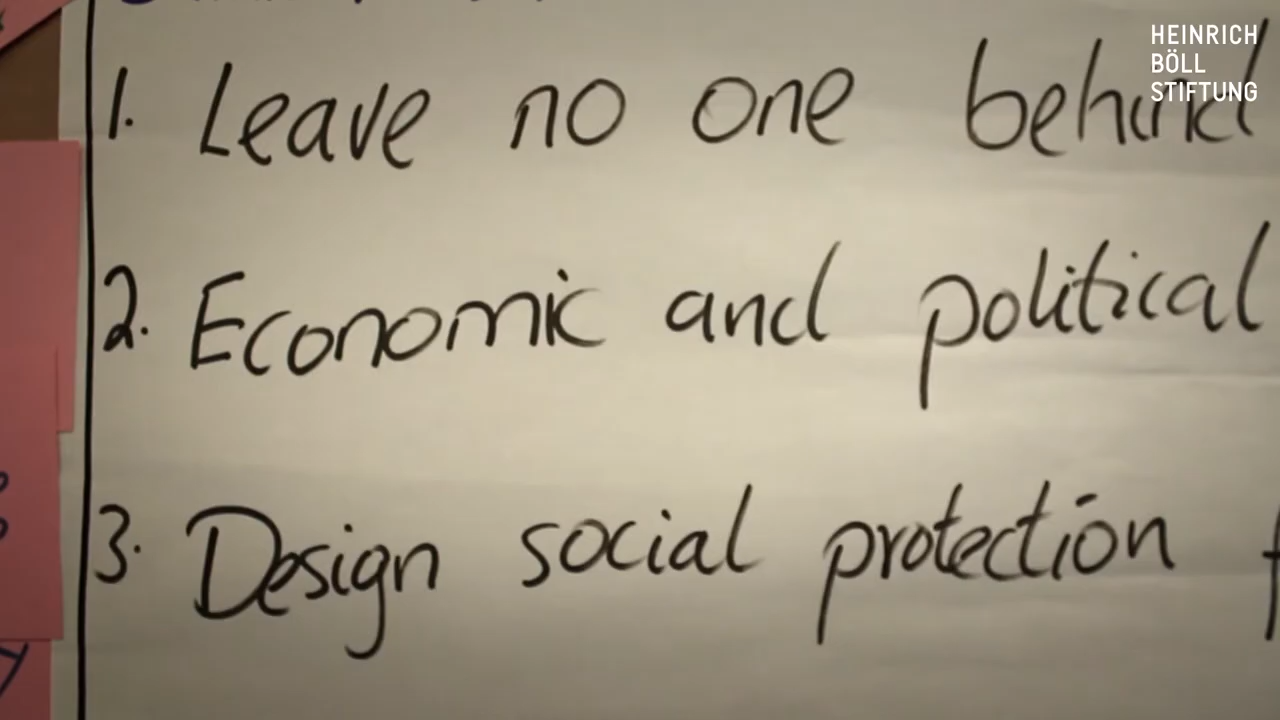 HEINRICH
BÖLL
STIFTUNG
1. Leave no one behind
2. Economic and political
3. Design social protection